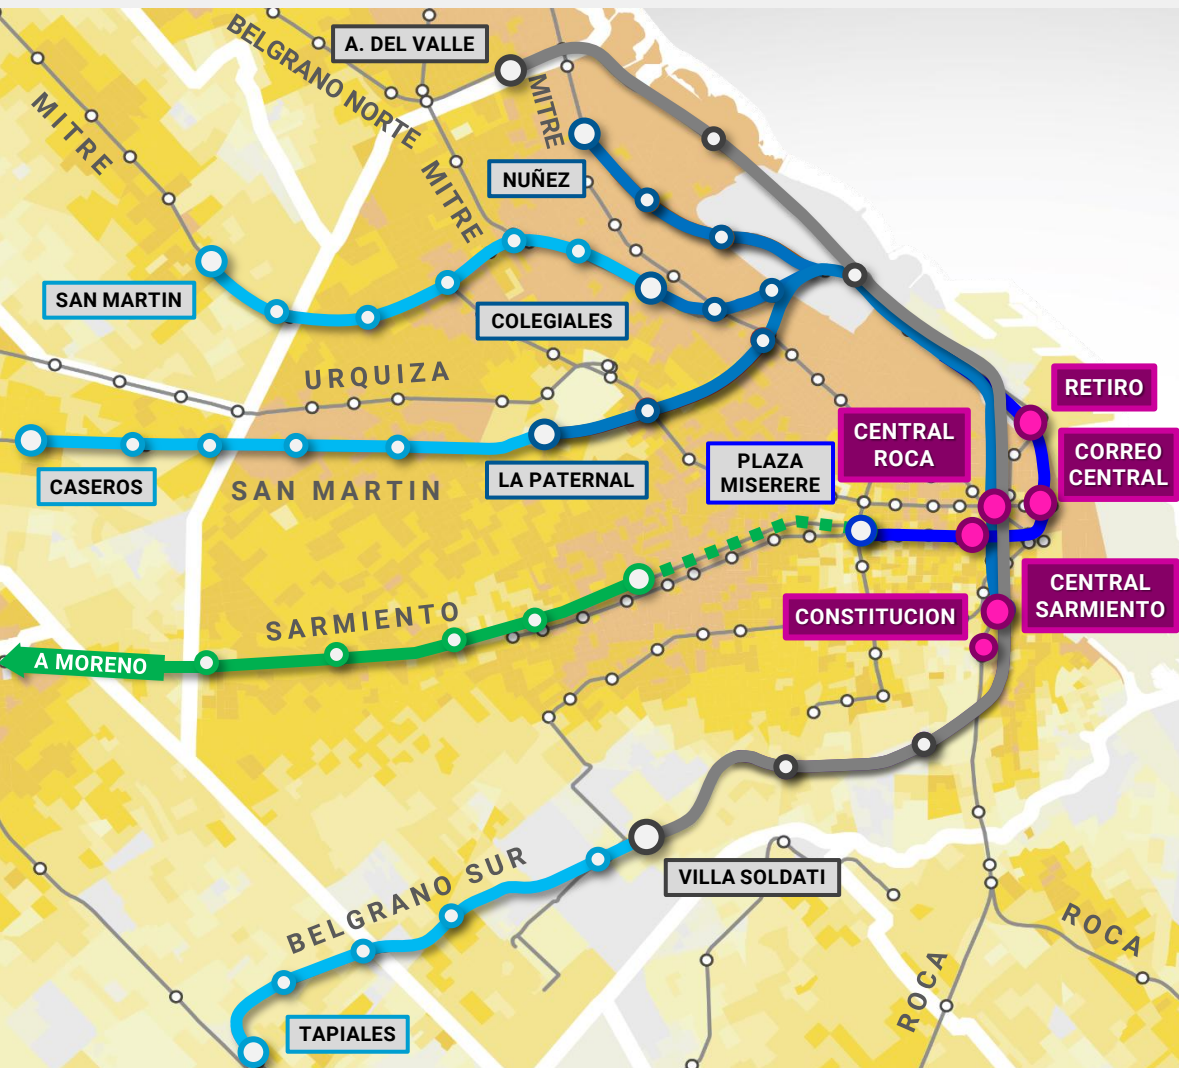 BELGRANO NORTE
A. DEL VALLE
MITRE
MITRE
MITRE
NUÑEZ
SAN MARTIN
COLEGIALES
URQUIZA
RETIRO
CENTRAL
ROCA
CORREO
CENTRAL
PLAZA
MISERERE
CASEROS
SAN MARTIN
LA PATERNAL
CENTRAL
SARMIENTO
CONSTITUCION
SARMIENTO
A MORENO
VILLA SOLDATI
BELGRANO SUR
ROCA
ROCA
TAPIALES